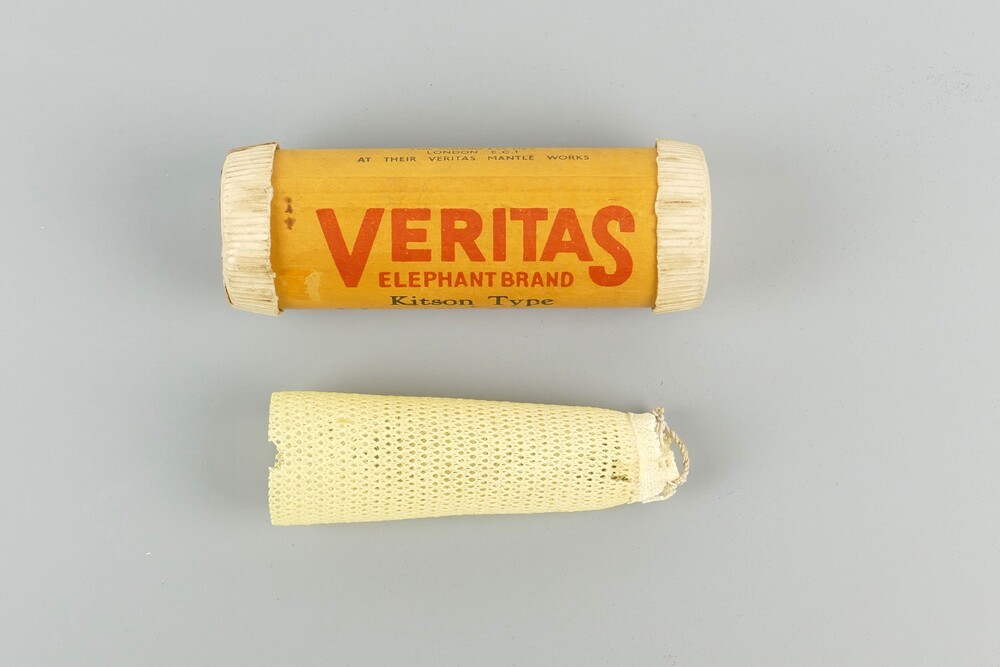 LONDON E.C.1
AT THEIR VERITAS MANTLE WORKS
VERITAS
ELEPHANT BRAND
Kitson Type